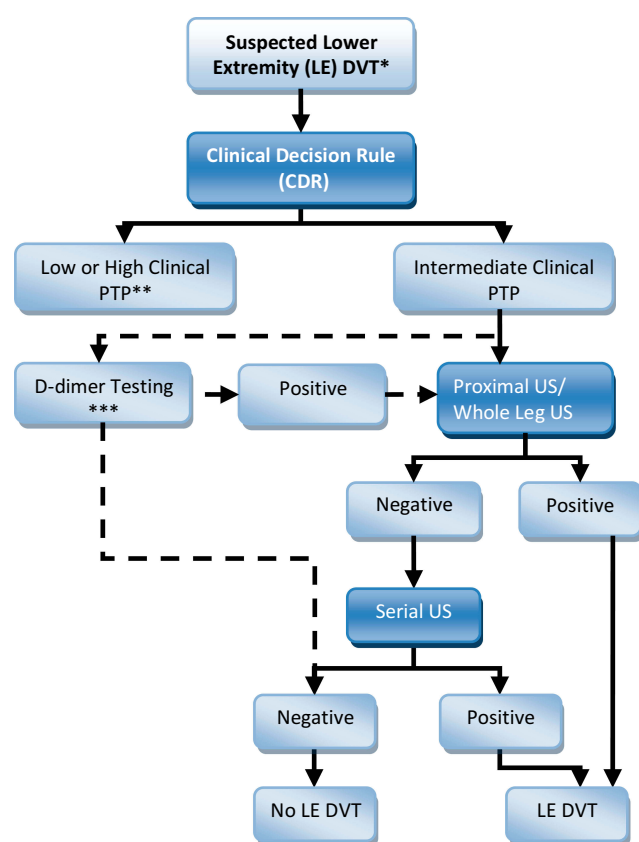 Suspected Lower
Extremity (LE) DVT*
Clinical Decision Rule
(CDR)
Low or High Clinical
PTP**
Intermediate Clinical
PTP
D-dimer Testing
***
Positive
Proximal US/
Whole Leg US
Negative
Positive
Serial US
Negative
Positive
No LE DVT
LE DVT